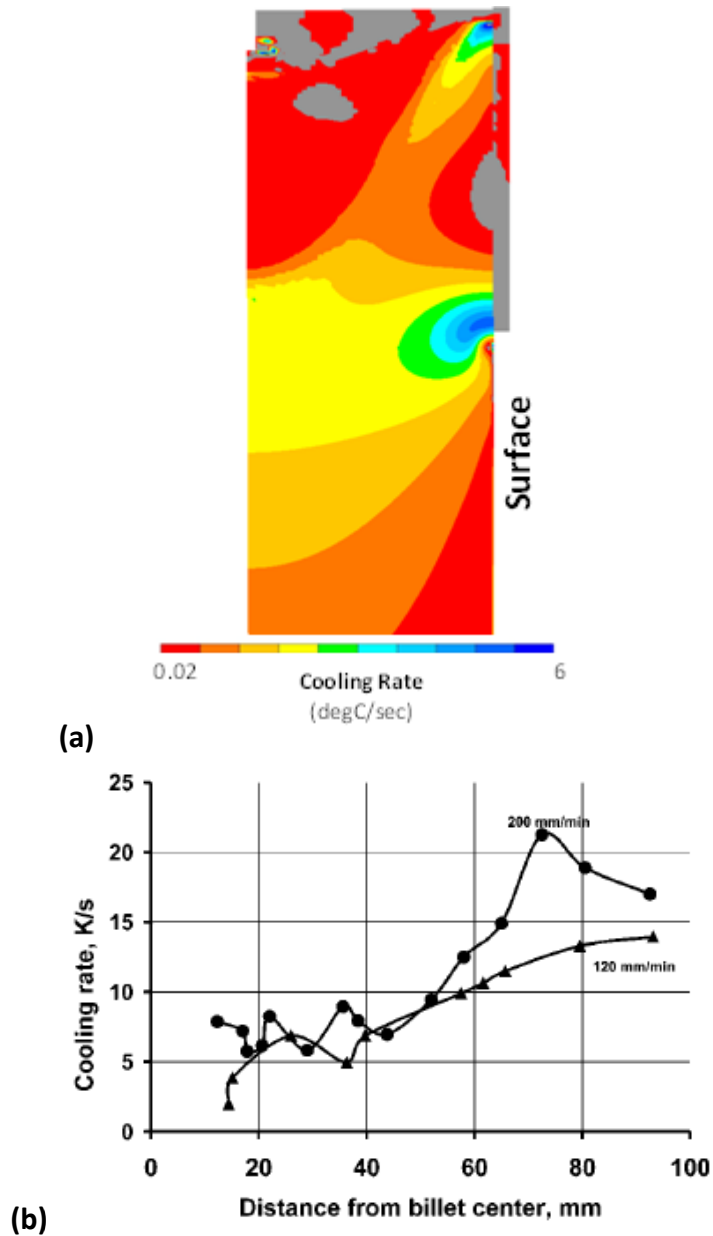 Surface
0.02
6
Cooling Rate
(degC/sec)
(a)
25
20
15
10
5
0
Cooling rate, K/s
200 mm/min
120 mm/min
0 20 40 60 80 100
Distance from billet center, mm
(b)